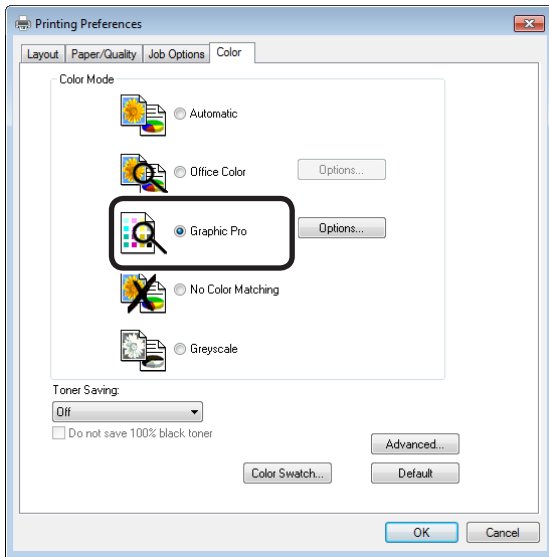 Printing Preferences
Layout Paper/Quality Job Options Color
Color Mode
Automatic
Office Color Options...
Graphic Pro Options...
No Color Matching
Greyscale
Toner Saving:
Off
Do not save 100% black toner
Advanced...
Color Swatch... Default
OK Cancel